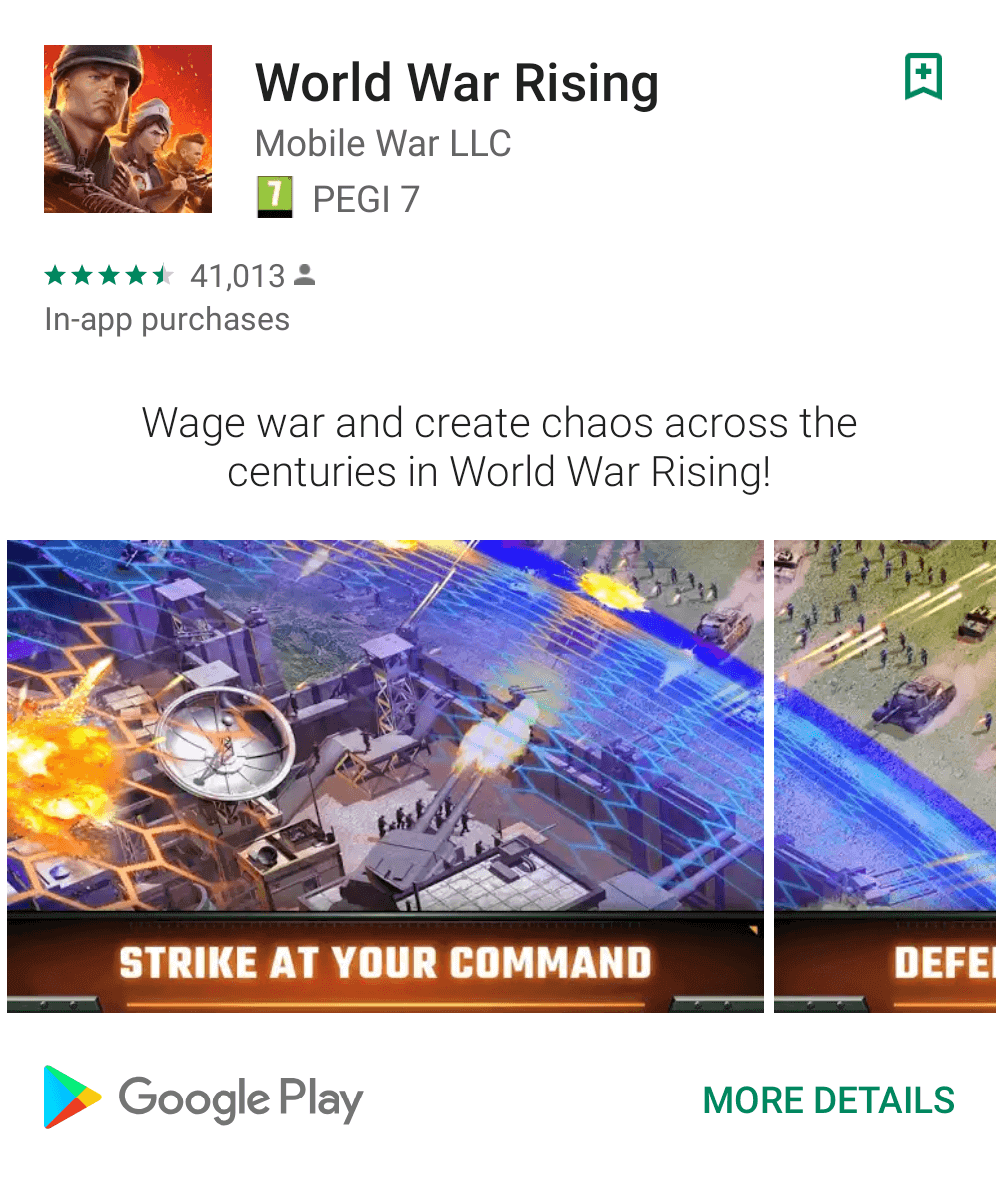 World War Rising
Mobile War LLC
7 PEGI 7
41,013
In-app purchases
Wage war and create chaos across the
centuries in World War Rising!
STRIKE AT YOUR COMMAND
DEFE
Google Play
MORE DETAILS